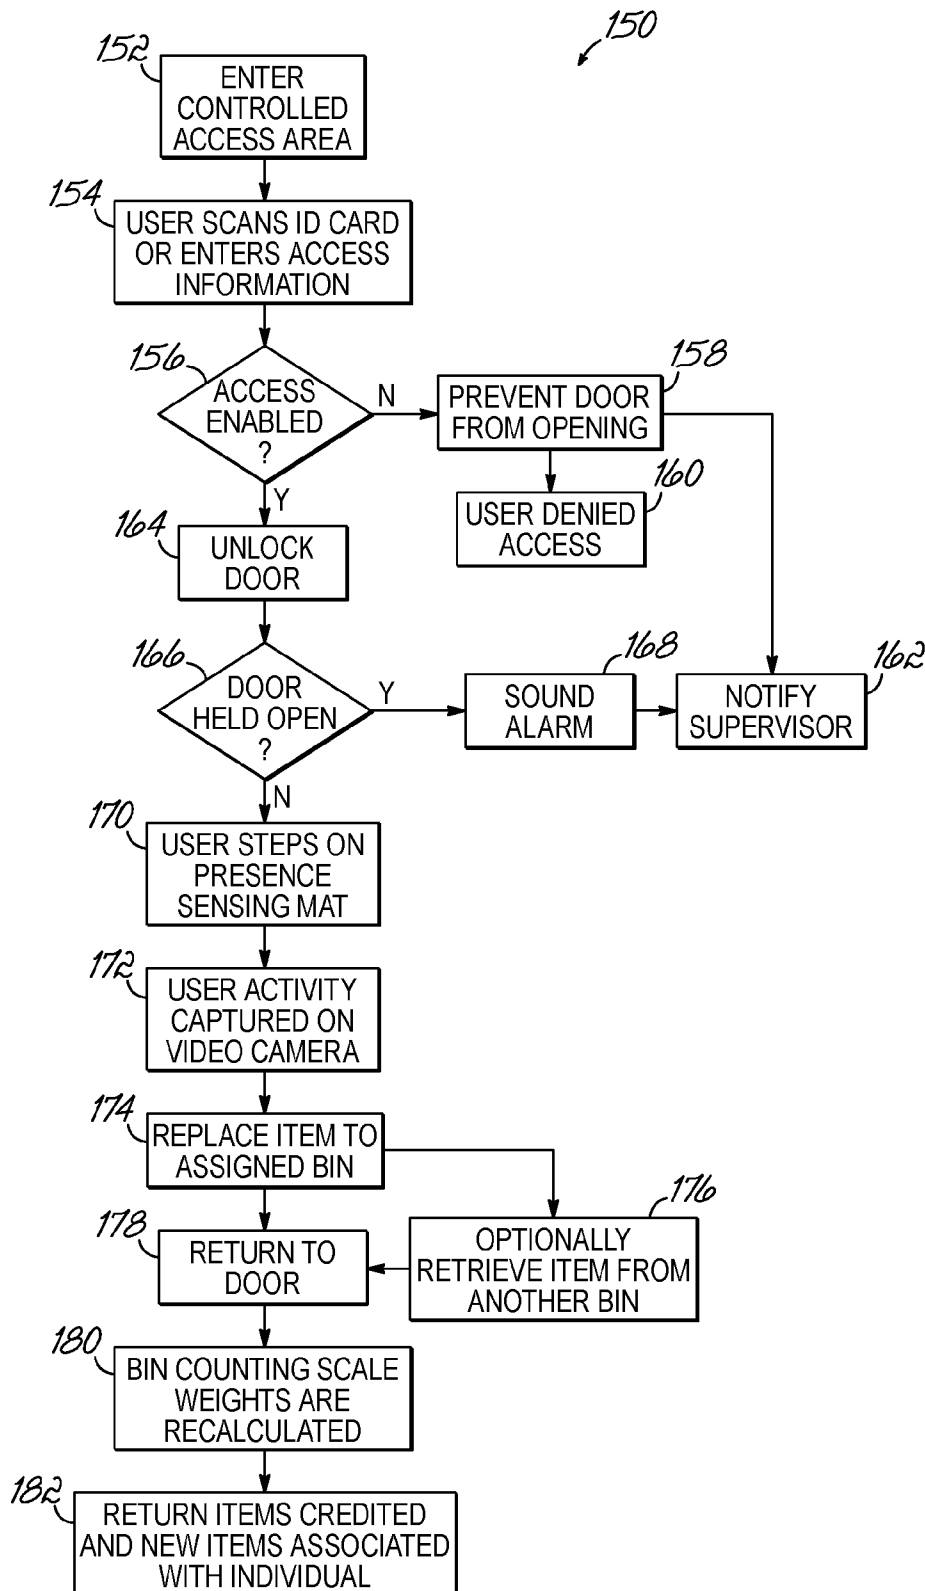 150
152
ENTER
CONTROLLED
ACCESS AREA
154
USER SCANS ID CARD
OR ENTERS ACCESS
INFORMATION
156
ACCESS
ENABLED
?
N
158
PREVENT DOOR
FROM OPENING
160
USER DENIED
ACCESS
Y
164
UNLOCK
DOOR
166
DOOR
HELD OPEN
?
Y
168
SOUND
ALARM
162
NOTIFY
SUPERVISOR
N
170
USER STEPS ON
PRESENCE
SENSING MAT
172
USER ACTIVITY
CAPTURED ON
VIDEO CAMERA
174
REPLACE ITEM TO
ASSIGNED BIN
176
OPTIONALLY
RETRIEVE ITEM FROM
ANOTHER BIN
178
RETURN TO
DOOR
180
BIN COUNTING SCALE
WEIGHTS ARE
RECALCULATED
182
RETURN ITEMS CREDITED
AND NEW ITEMS ASSOCIATED
WITH INDIVIDUAL